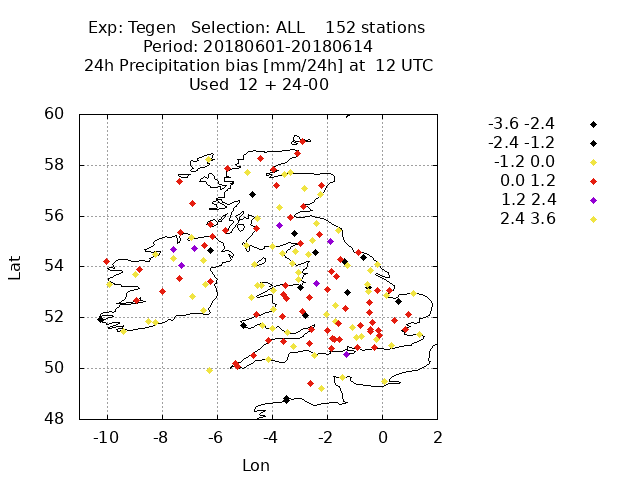 Exp: Tegen   Selection: ALL    152 stations
Period: 20180601-20180614
24h Precipitation bias [mm/24h] at  12 UTC
Used  12 + 24-00
60
58
56
54
52
50
48
-10 -8 -6 -4 -2 0 2
Lat
Lon
-3.6 -2.4
-2.4 -1.2
-1.2 0.0
0.0 1.2
1.2 2.4
2.4 3.6